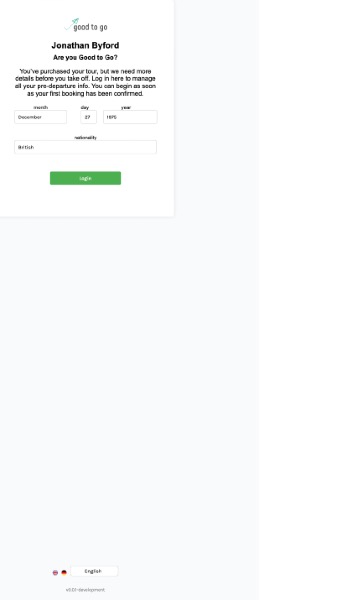 good to go
Jonathan Byford
Are you Good to Go?
You've purchased your tour, but we need more
details before you take off. Log in here to manage
all your pre-departure info. You can begin as soon
as your first booking has been confirmed.
month day year
December 27 1975
nationality
British
Login
English
v3.0.1-development